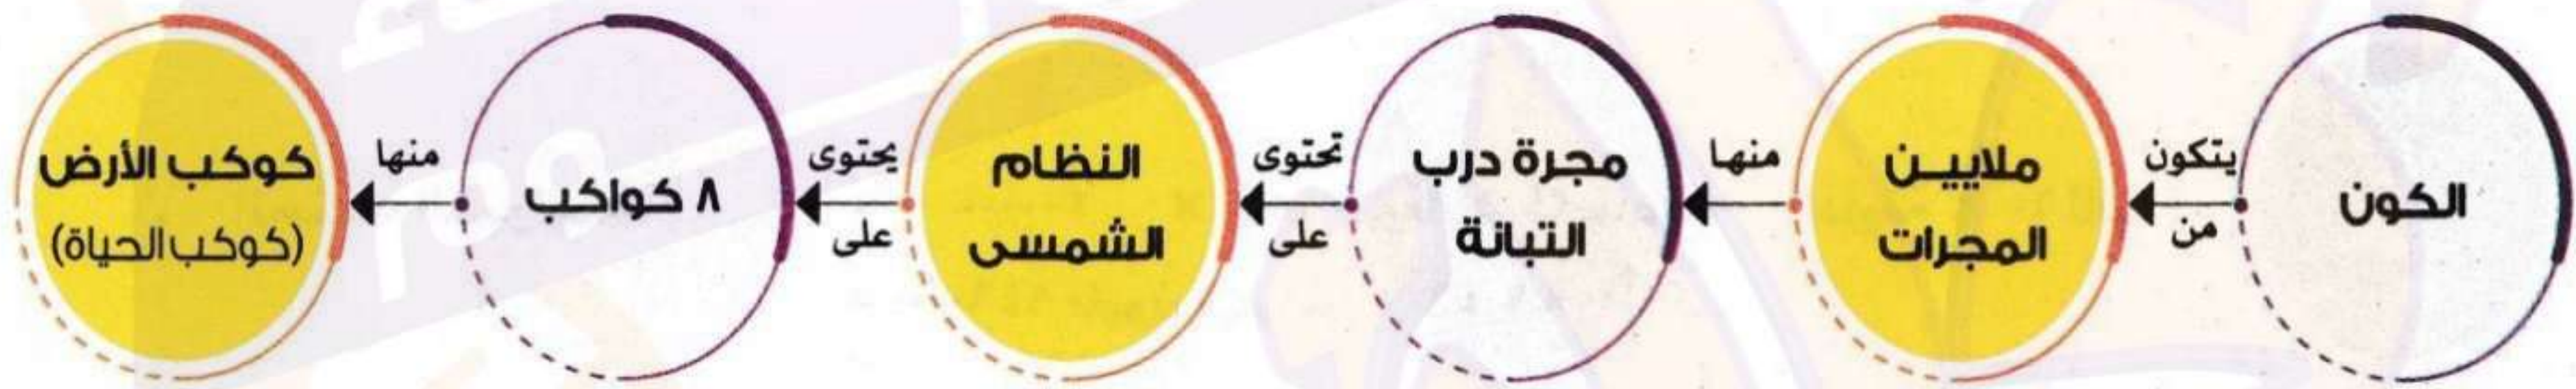 الكون
يتكون
من
ملايين
المجرات
منها
مجرة درب
التبانة
تحتوى
على
النظام
الشمسى
يحتوى
على
٨ كواكب
منها
كوكب الأرض
(كوكب الحياة)